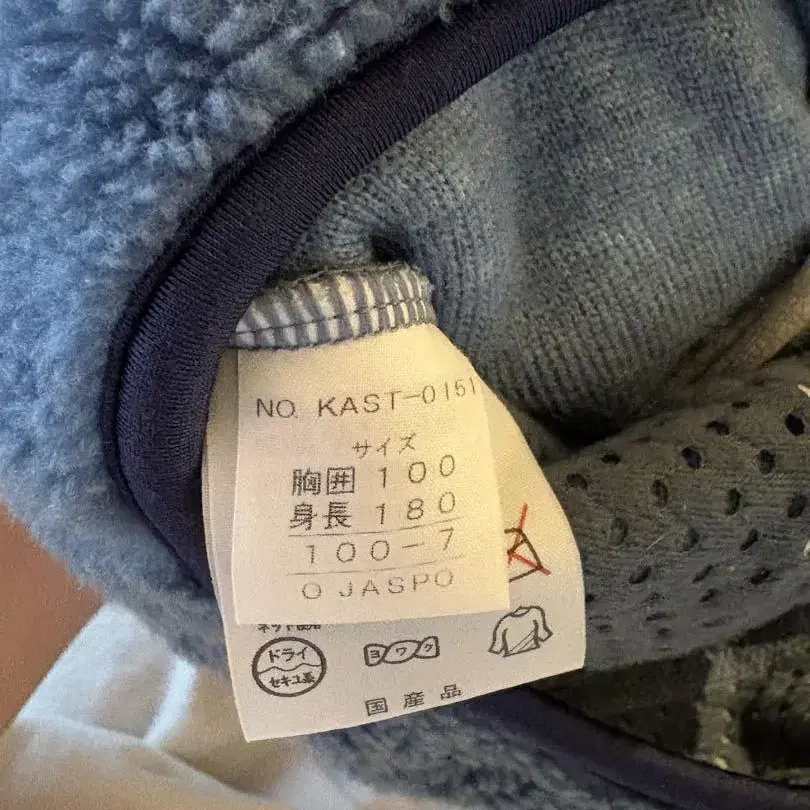 NO. KAST-0151
サイズ
胸囲 100
身長 180
100-7
O JASPO
ドライ
セキユ系
ヨワク
国産品